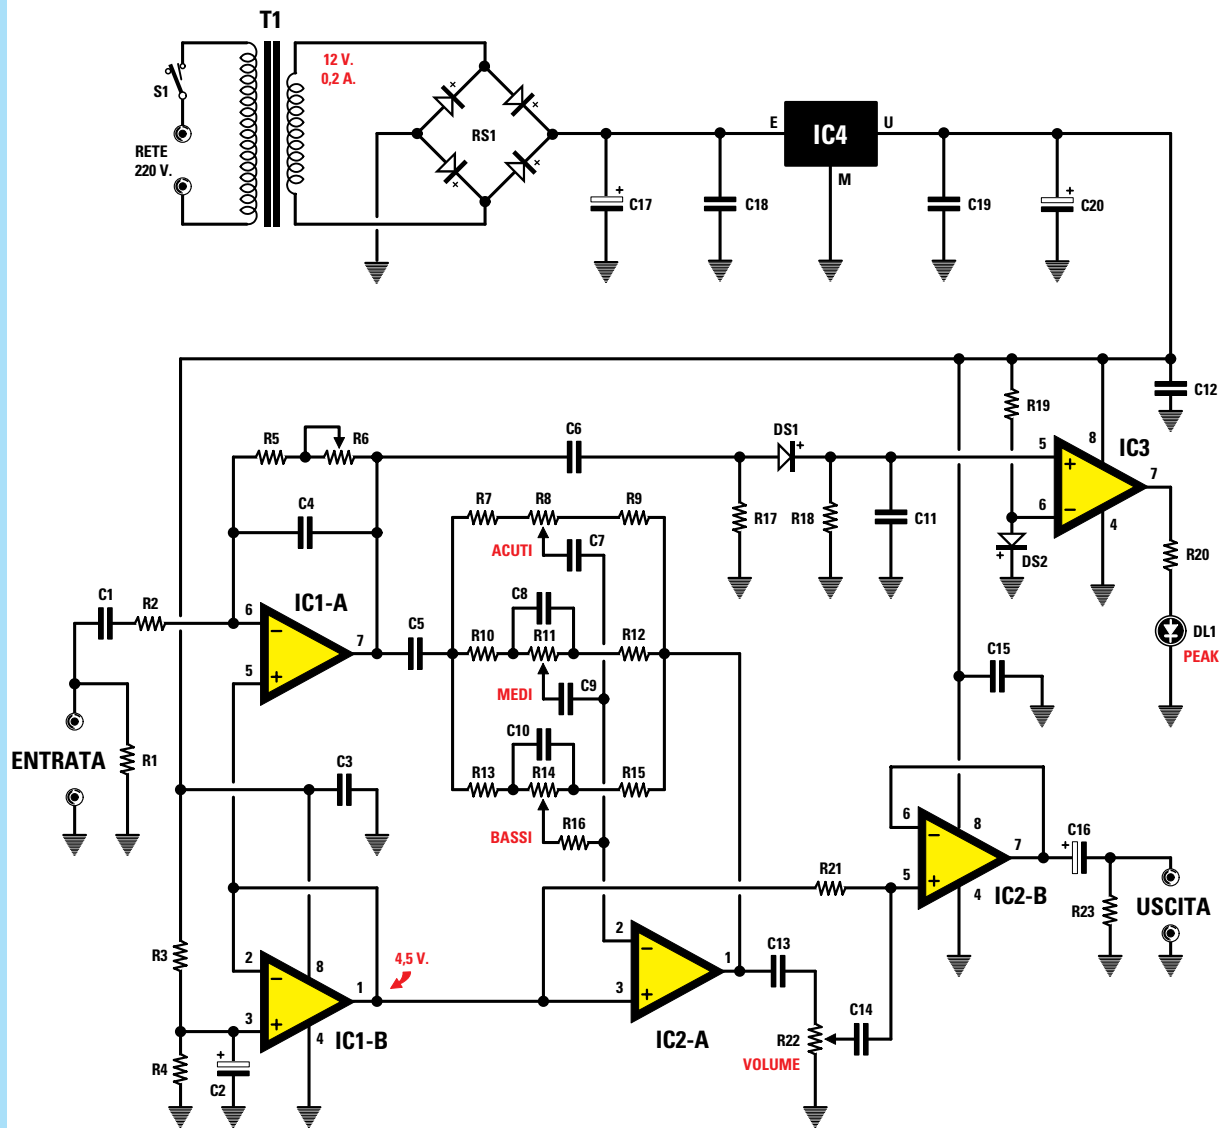 T1
12 V.
0,2 A.
S1
RETE
220 V.
RS1
E
IC4
U
M
C17
C18
C19
C20
C12
R19
R5
R6
C6
DS1
5
8
IC3
+
7
C4
R7
R8
R9
R17
R18
C11
6
−
4
DS2
ACUTI
C7
R20
C1
R2
IC1-A
C8
6
−
7
C5
R10
R11
R12
DL1
PEAK
5
+
MEDI
C9
C15
ENTRATA
R1
C3
C10
R13
R14
R15
BASSI
R16
6
−
8
7
C16
+
R21
5
+
4
IC2-B
R23
USCITA
R3
2
−
8
4,5 V.
1
2
−
1
C13
3
+
4
IC1-B
3
+
IC2-A
C14
R22
VOLUME
R4
+
C2